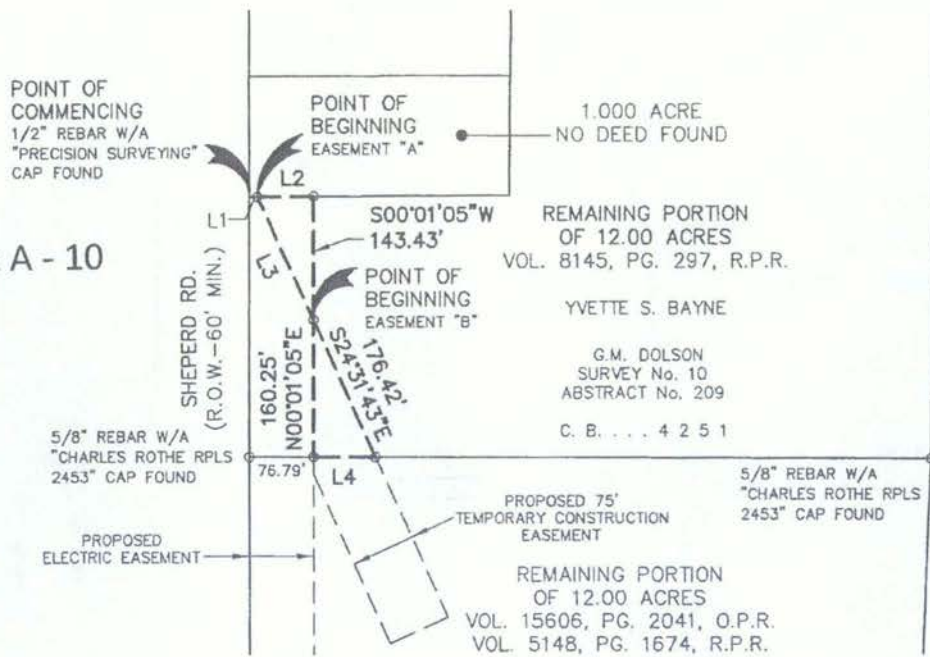 POINT OF
COMMENCING
1/2" REBAR W/A
"PRECISION SURVEYING"
CAP FOUND
POINT OF
BEGINNING
EASEMENT "A"
1.000 ACRE
NO DEED FOUND
L2
L1
S00°01'05"W
143.43'
A - 10
L3
SHEPERD RD.
(R.O.W.-60' MIN.)
POINT OF
BEGINNING
EASEMENT "B"
REMAINING PORTION
OF 12.00 ACRES
VOL. 8145, PG. 297, R.P.R.
YVETTE S. BAYNE
G.M. DOLSON
SURVEY No. 10
ABSTRACT No. 209
C. B. . . . 4 2 5 1
160.25'
N00°01'05"E
176.42'
S24°31'43"E
5/8" REBAR W/A
"CHARLES ROTHE RPLS
2453" CAP FOUND
76.79'
L4
5/8" REBAR W/A
"CHARLES ROTHE RPLS
2453" CAP FOUND
PROPOSED
ELECTRIC EASEMENT
PROPOSED 75'
TEMPORARY CONSTRUCTION
EASEMENT
REMAINING PORTION
OF 12.00 ACRES
VOL. 15606, PG. 2041, O.P.R.
VOL. 5148, PG. 1674, R.P.R.